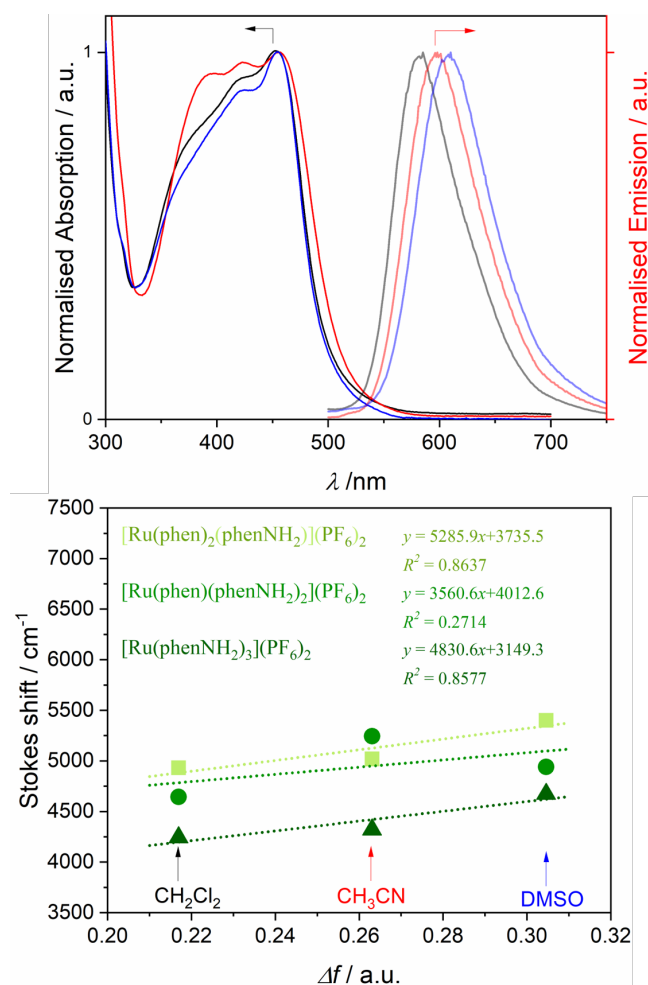 Normalised Absorption / a.u.
1
0
300
400
500
600
700
λ /nm
Normalised Emission / a.u.
Stokes shift / cm⁻¹
7500
7000
6500
6000
5750
5500
5250
5000
4750
4500
4250
4000
3500
[Ru(phen)₂(phenNH₂)](PF₆)₂
y = 5285.9x+3735.5
R² = 0.8637
[Ru(phen)(phenNH₂)₂](PF₆)₂
y = 3560.6x+4012.6
R² = 0.2714
[Ru(phenNH₂)₃](PF₆)₂
y = 4830.6x+3149.3
R² = 0.8577
CH₂Cl₂
CH₃CN
DMSO
0.20
0.22
0.24
0.26
0.28
0.30
0.32
Δf / a.u.